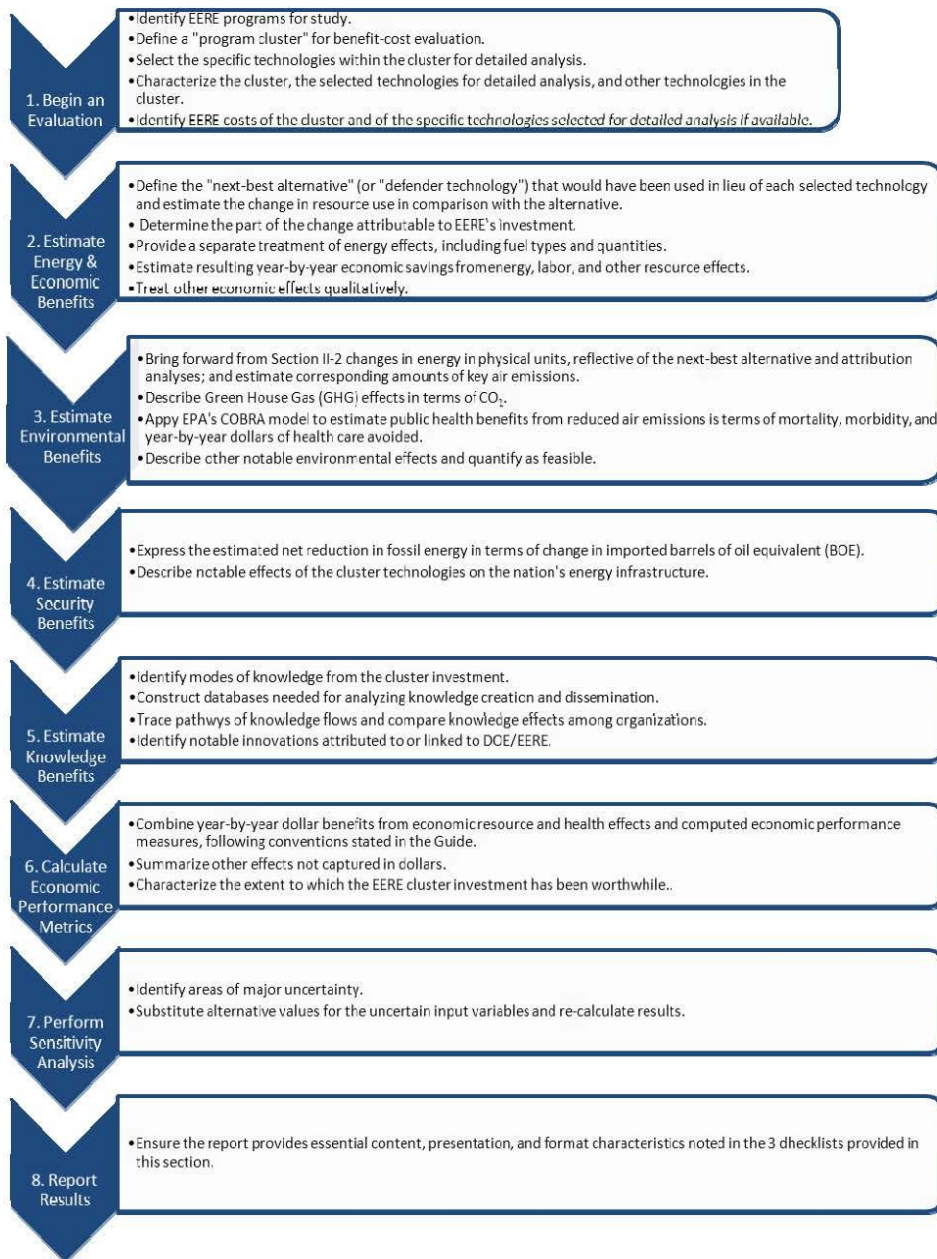 1. Begin an
Evaluation
•Identify EERE programs for study.
•Define a "program cluster" for benefit-cost evaluation.
•Select the specific technologies within the cluster for detailed analysis.
•Characterize the cluster, the selected technologies for detailed analysis, and other technologies in the
cluster.
•Identify EERE costs of the cluster and of the specific technologies selected for detailed analysis if available.
2. Estimate
Energy &
Economic
Benefits
•Define the "next-best alternative" (or "defender technology") that would have been used in lieu of each selected technology
and estimate the change in resource use in comparison with the alternative.
• Determine the part of the change attributable to EERE's investment.
•Provide a separate treatment of energy effects, including fuel types and quantities.
•Estimate resulting year-by-year economic savings fromenergy, labor, and other resource effects.
•Treat other economic effects qualitatively.
3. Estimate
Environmental
Benefits
•Bring forward from Section II-2 changes in energy in physical units, reflective of the next-best alternative and attribution
analyses; and estimate corresponding amounts of key air emissions.
•Describe Green House Gas (GHG) effects in terms of CO₂.
•Appy EPA's COBRA model to estimate public health benefits from reduced air emissions is terms of mortality, morbidity, and
year-by-year dollars of health care avoided.
•Describe other notable environmental effects and quantify as feasible.
4. Estimate
Security
Benefits
•Express the estimated net reduction in fossil energy in terms of change in imported barrels of oil equivalent (BOE).
•Describe notable effects of the cluster technologies on the nation's energy infrastructure.
5. Estimate
Knowledge
Benefits
•Identify modes of knowledge from the cluster investment.
•Construct databases needed for analyzing knowledge creation and dissemination.
•Trace pathwys of knowledge flows and compare knowledge effects among organizations.
•Identify notable innovations attributed to or linked to DOE/EERE.
6. Calculate
Economic
Performance
Metrics
•Combine year-by-year dollar benefits from economic resource and health effects and computed economic performance
measures, following conventions stated in the Guide.
•Summarize other effects not captured in dollars.
•Characterize the extent to which the EERE cluster investment has been worthwhile..
7. Perform
Sensitivity
Analysis
•Identify areas of major uncertainty.
•Substitute alternative values for the uncertain input variables and re-calculate results.
8. Report
Results
•Ensure the report provides essential content, presentation, and format characteristics noted in the 3 dhecklists provided in
this section.